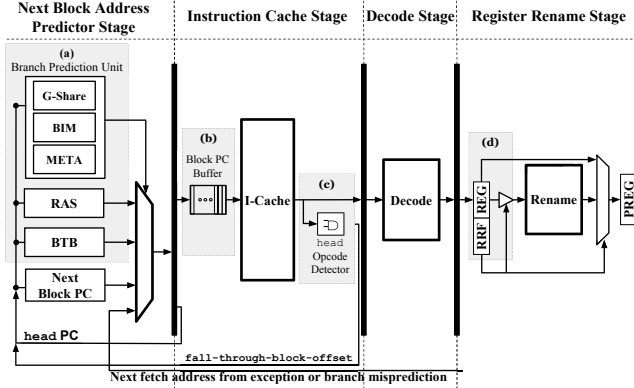 Next Block Address
Predictor Stage
Instruction Cache Stage
Decode Stage
Register Rename Stage
(a)
Branch Prediction Unit
G-Share
BIM
META
RAS
BTB
Next
Block PC
head PC
(b)
Block PC
Buffer
I-Cache
(c)
head
Opcode
Detector
Decode
(d)
REG
RRF
Rename
PREG
fall-through-block-offset
Next fetch address from exception or branch misprediction